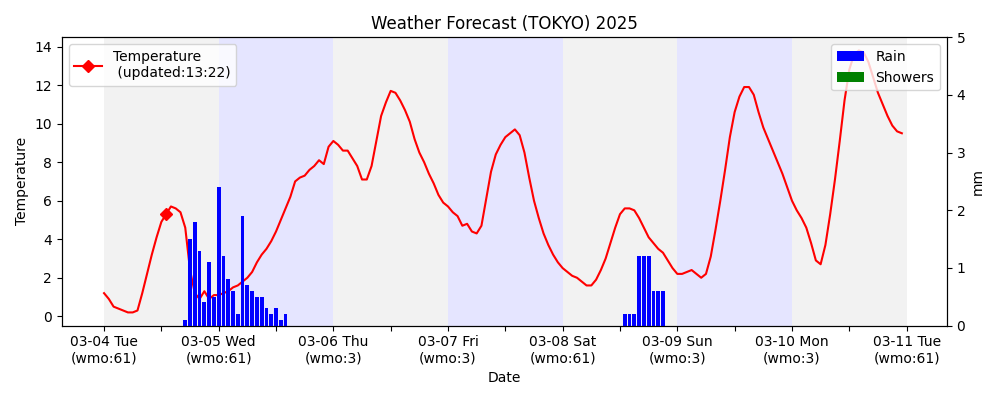 Weather Forecast (TOKYO) 2025
Temperature
(updated:13:22)
Rain
Showers
Temperature
14
12
10
8
6
4
2
0
5
4
3
2
1
0
mm
03-04 Tue
(wmo:61)
03-05 Wed
(wmo:61)
03-06 Thu
(wmo:3)
03-07 Fri
(wmo:3)
03-08 Sat
(wmo:61)
03-09 Sun
(wmo:3)
03-10 Mon
(wmo:3)
03-11 Tue
(wmo:61)
Date